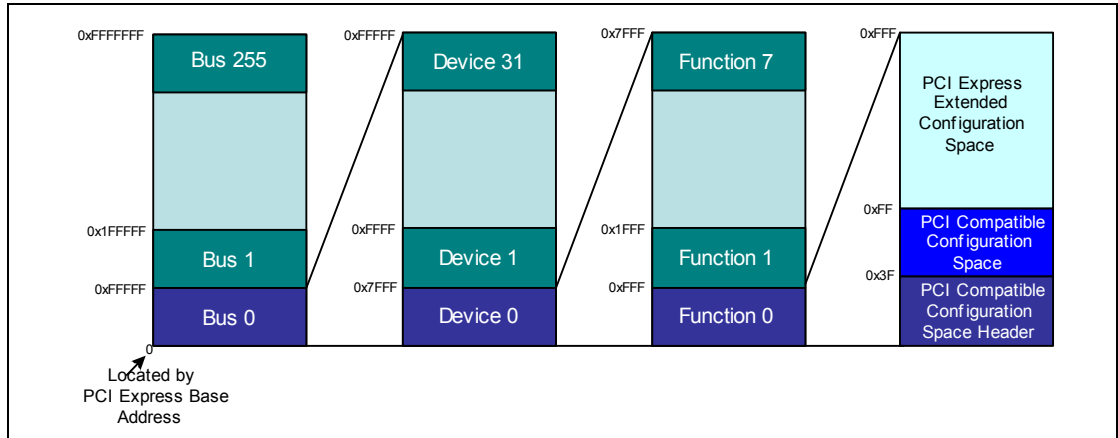 0xFFFFFFF
Bus 255
0x1FFFFF
Bus 1
0xFFFFF
Bus 0
0
Located by
PCI Express Base
Address
0xFFFFF
Device 31
0xFFFF
Device 1
0x7FFF
Device 0
0x7FFF
Function 7
0x1FFF
Function 1
0xFFF
Function 0
0xFFF
PCI Express
Extended
Configuration
Space
0xFF
PCI Compatible
Configuration
Space
0x3F
PCI Compatible
Configuration
Space Header